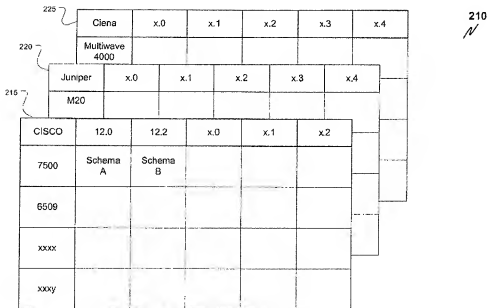 210
225
Ciena x.0 x.1 x.2 x.3 x.4
Multiwave
4000
220
Juniper x.0 x.1 x.2 x.3 x.4
M20
215
CISCO 12.0 12.2 x.0 x.1 x.2
7500 Schema A Schema B
6509
xxxx
xxxy